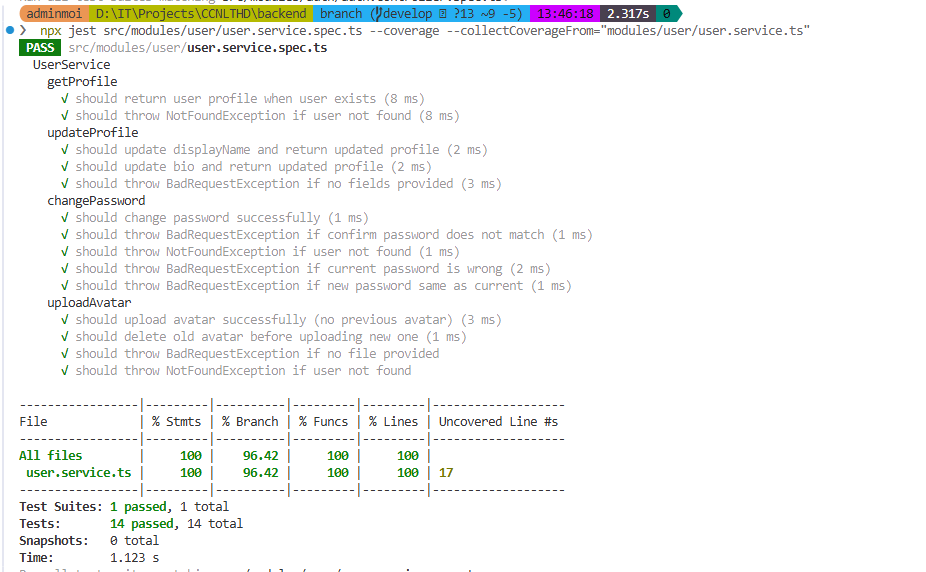 adminmoi D:\TT\Projects\CCNLTHD\backend branch (develop ?13 ~9 -5) 13:46:18 2.317s 0
❯ npx jest src/modules/user/user.service.spec.ts --coverage --collectCoverageFrom="modules/user/user.service.ts"
PASS src/modules/user/user.service.spec.ts
UserService
getProfile
√ should return user profile when user exists (8 ms)
√ should throw NotFoundException if user not found (8 ms)
updateProfile
√ should update displayName and return updated profile (2 ms)
√ should update bio and return updated profile (2 ms)
√ should throw BadRequestException if no fields provided (3 ms)
changePassword
√ should change password successfully (1 ms)
√ should throw BadRequestException if confirm password does not match (1 ms)
√ should throw NotFoundException if user not found (1 ms)
√ should throw BadRequestException if current password is wrong (2 ms)
√ should throw BadRequestException if new password same as current (1 ms)
uploadAvatar
√ should upload avatar successfully (no previous avatar) (3 ms)
√ should delete old avatar before uploading new one (1 ms)
√ should throw BadRequestException if no file provided
√ should throw NotFoundException if user not found
-----------------|---------|----------|---------|---------|-------------------
File | % Stmts | % Branch | % Funcs | % Lines | Uncovered Line #s
-----------------|---------|----------|---------|---------|-------------------
All files | 100 | 96.42 | 100 | 100 |
user.service.ts | 100 | 96.42 | 100 | 100 | 17
-----------------|---------|----------|---------|---------|-------------------
Test Suites: 1 passed, 1 total
Tests: 14 passed, 14 total
Snapshots: 0 total
Time: 1.123 s